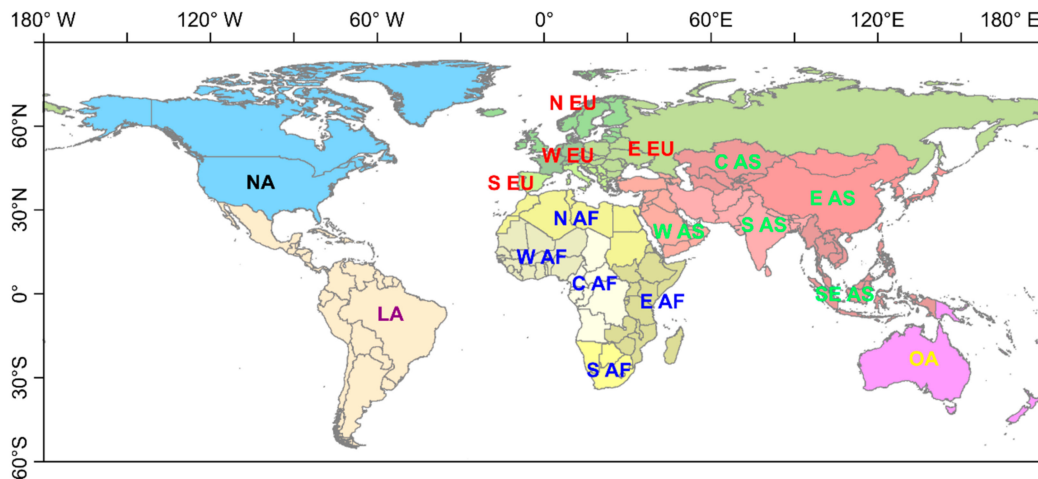 120° W 60° W 0° 60°E 120°E 180° E
60°N
30°N
0°
30°S
60°S
N EU
W EU
E EU
S EU
C AS
NA
E AS
N AF
W AS
S AS
W AF
C AF
E AF
SE AS
LA
OA
S AF